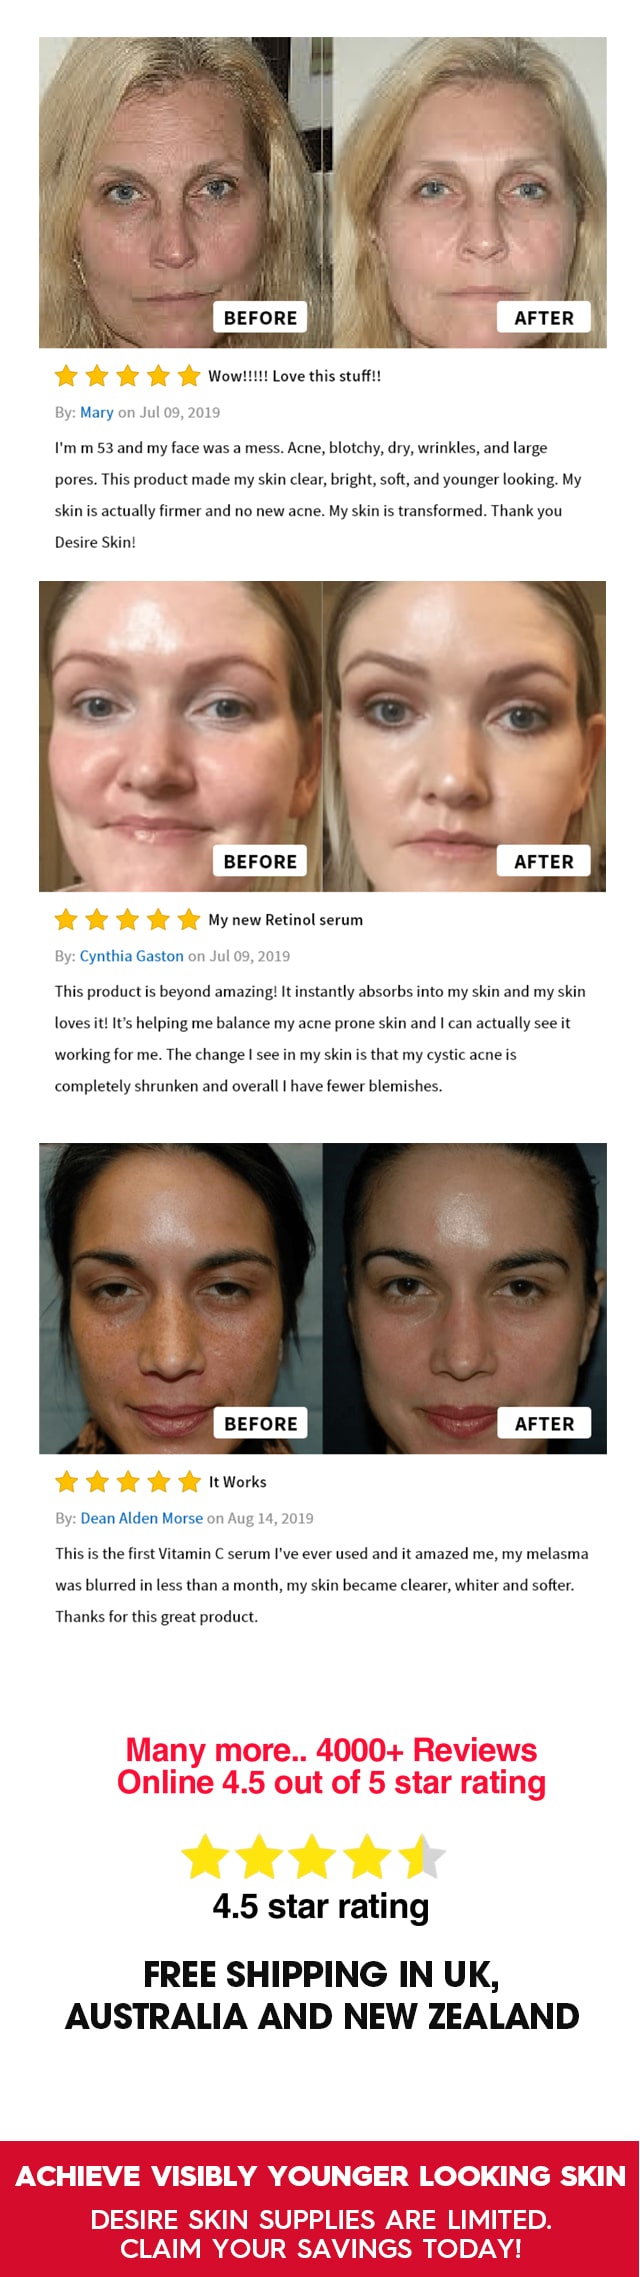 BEFORE
AFTER
Wow!!!!! Love this stuff!!
By: Mary on Jul 09, 2019
I'm m 53 and my face was a mess. Acne, blotchy, dry, wrinkles, and large
pores. This product made my skin clear, bright, soft, and younger looking. My
skin is actually firmer and no new acne. My skin is transformed. Thank you
Desire Skin!
BEFORE
AFTER
My new Retinol serum
By: Cynthia Gaston on Jul 09, 2019
This product is beyond amazing! It instantly absorbs into my skin and my skin
loves it! It’s helping me balance my acne prone skin and I can actually see it
working for me. The change I see in my skin is that my cystic acne is
completely shrunken and overall I have fewer blemishes.
BEFORE
AFTER
It Works
By: Dean Alden Morse on Aug 14, 2019
This is the first Vitamin C serum I've ever used and it amazed me, my melasma
was blurred in less than a month, my skin became clearer, whiter and softer.
Thanks for this great product.
Many more.. 4000+ Reviews
Online 4.5 out of 5 star rating
4.5 star rating
FREE SHIPPING IN UK,
AUSTRALIA AND NEW ZEALAND
ACHIEVE VISIBLY YOUNGER LOOKING SKIN
DESIRE SKIN SUPPLIES ARE LIMITED.
CLAIM YOUR SAVINGS TODAY!